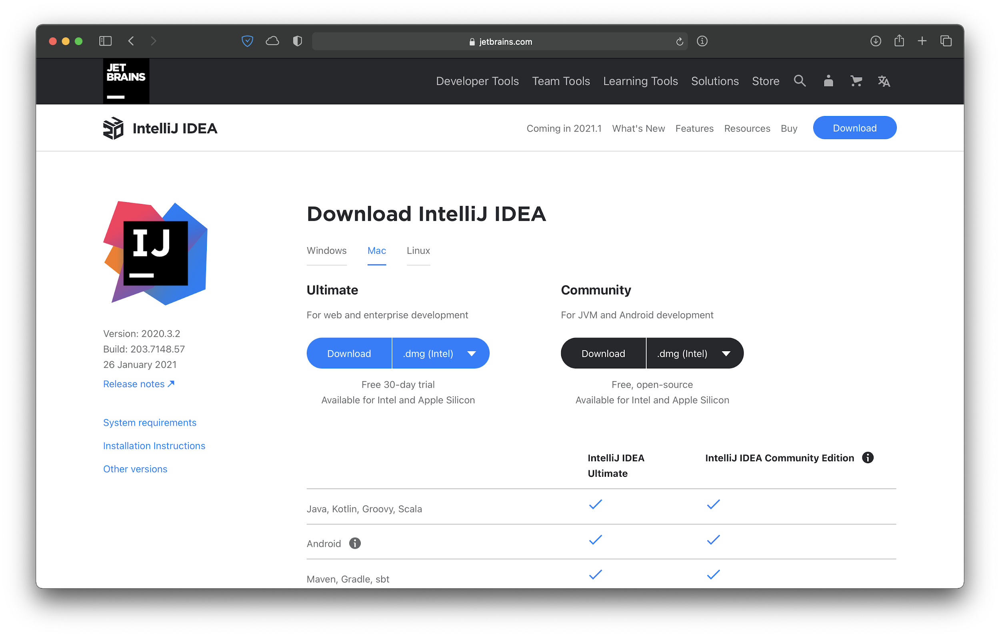 jetbrains.com
JET
BRAINS
Developer Tools Team Tools Learning Tools Solutions Store
IntelliJ IDEA
Coming in 2021.1 What's New Features Resources Buy Download
IJ
Version: 2020.3.2
Build: 203.7148.57
26 January 2021
Release notes
System requirements
Installation Instructions
Other versions
Download IntelliJ IDEA
Windows Mac Linux
Ultimate
For web and enterprise development
Download .dmg (Intel)
Free 30-day trial
Available for Intel and Apple Silicon
Community
For JVM and Android development
Download .dmg (Intel)
Free, open-source
Available for Intel and Apple Silicon
IntelliJ IDEA
Ultimate
IntelliJ IDEA Community Edition
Java, Kotlin, Groovy, Scala
Android
Maven, Gradle, sbt